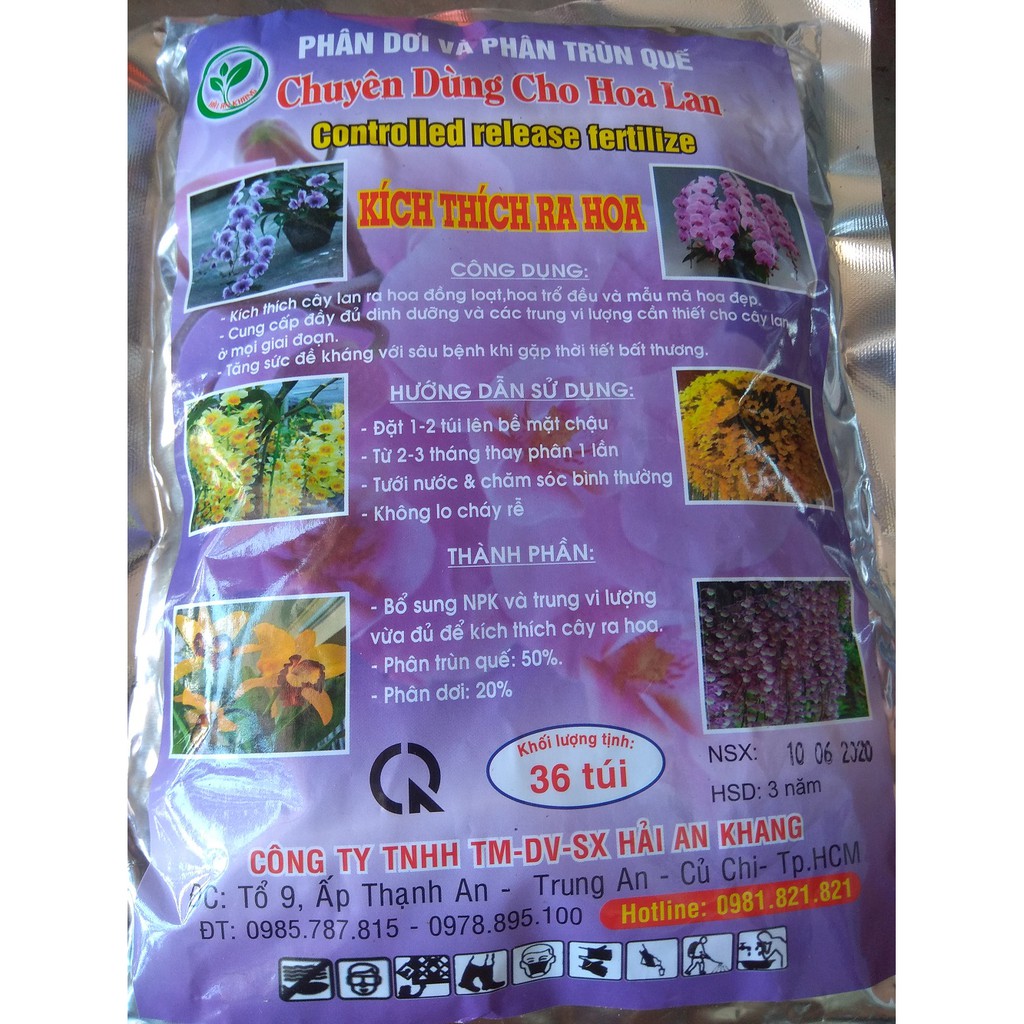 PHÂN DƠI VÀ PHÂN TRÙN QUẾ
Chuyên Dùng Cho Hoa Lan
Controlled release fertilize
KÍCH THÍCH RA HOA
CÔNG DỤNG:
- Kích thích cây lan ra hoa đồng loạt,hoa trổ đều và mẫu mã hoa đẹp.
- Cung cấp đầy đủ dinh dưỡng và các trung vi lượng cần thiết cho cây lan
ở mọi giai đoạn.
- Tăng sức đề kháng với sâu bệnh khi gặp thời tiết bất thương.
HƯỚNG DẪN SỬ DỤNG:
- Đặt 1-2 túi lên bề mặt chậu
- Từ 2-3 tháng thay phân 1 lần
- Tưới nước & chăm sóc bình thường
- Không lo cháy rễ
THÀNH PHẦN:
- Bổ sung NPK và trung vi lượng
vừa đủ để kích thích cây ra hoa.
- Phân trùn quế: 50%.
- Phân dơi: 20%
Khối lượng tịnh:
36 túi
NSX: 10 06 2020
HSD: 3 năm
CÔNG TY TNHH TM-DV-SX HẢI AN KHANG
ĐC: Tổ 9, Ấp Thạnh An - Trung An - Củ Chi- Tp.HCM
ĐT: 0985.787.815 - 0978.895.100
Hotline: 0981.821.821